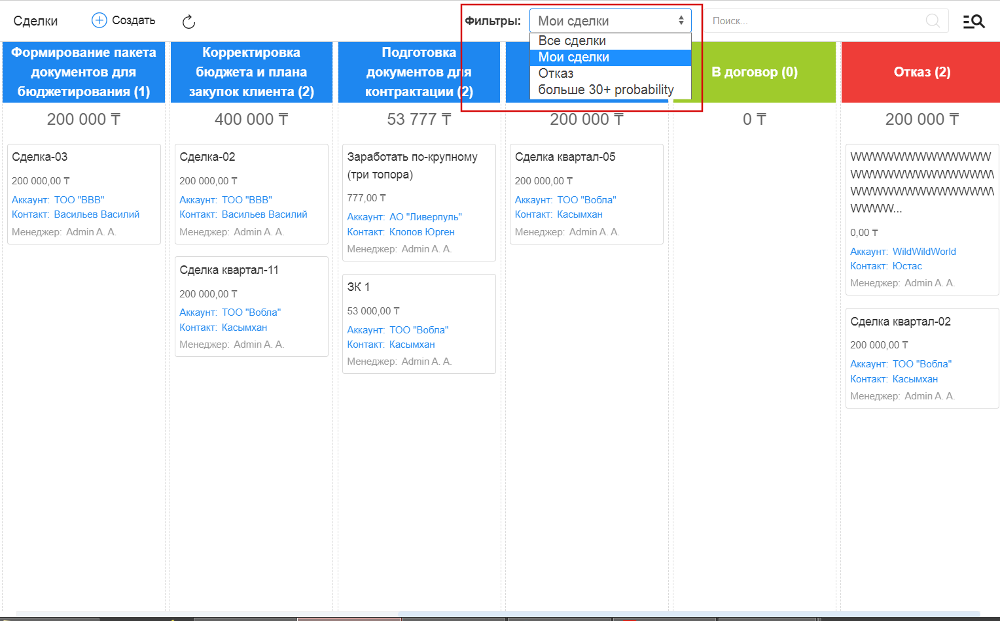 Сделки
Создать
Фильтры:
Мои сделки
Поиск...
Все сделки
Мои сделки
Отказ
больше 30+ probability
Формирование пакета
документов для
бюджетирования (1)
200 000 ₸
Сделка-03
200 000,00 ₸
Аккаунт: ТОО "ВВВ"
Контакт: Васильев Василий
Менеджер: Admin А. А.
Корректировка
бюджета и плана
закупок клиента (2)
400 000 ₸
Сделка-02
200 000,00 ₸
Аккаунт: ТОО "ВВВ"
Контакт: Васильев Василий
Менеджер: Admin А. А.
Сделка квартал-11
200 000,00 ₸
Аккаунт: ТОО "Вобла"
Контакт: Касымхан
Менеджер: Admin А. А.
Подготовка
документов для
контрактации (2)
53 777 ₸
Заработать по-крупному
(три топора)
777,00 ₸
Аккаунт: АО "Ливерпуль"
Контакт: Клопов Юрген
Менеджер: Admin А. А.
ЗК 1
53 000,00 ₸
Аккаунт: ТОО "Вобла"
Контакт: Касымхан
Менеджер: Admin А. А.
200 000 ₸
Сделка квартал-05
200 000,00 ₸
Аккаунт: ТОО "Вобла"
Контакт: Касымхан
Менеджер: Admin А. А.
В договор (0)
0 ₸
Отказ (2)
200 000 ₸
WWWWWWWWWWWWW
WWWWWWWWWWWWW
WWWWWWWWWWWWW
WWWW...
0,00 ₸
Аккаунт: WildWildWorld
Контакт: Юстас
Менеджер: Admin А. А.
Сделка квартал-02
200 000,00 ₸
Аккаунт: ТОО "Вобла"
Контакт: Касымхан
Менеджер: Admin А. А.